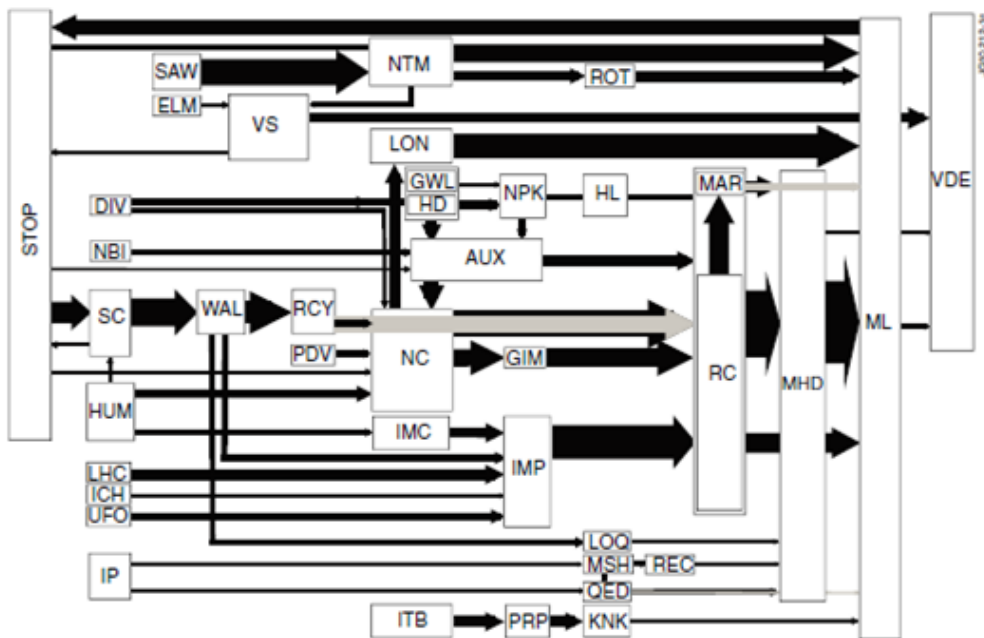 SAW
NTM
ROT
ELM
VS
LON
GWL
NPK
HL
MAR
VDE
DIV
HD
STOP
NBI
AUX
SC
WAL
RCY
NC
ML
PDV
GIM
RC
MHD
HUM
IMC
IMP
LHC
ICH
UFO
LOQ
IP
MSH
REC
QED
ITB
PRP
KNK